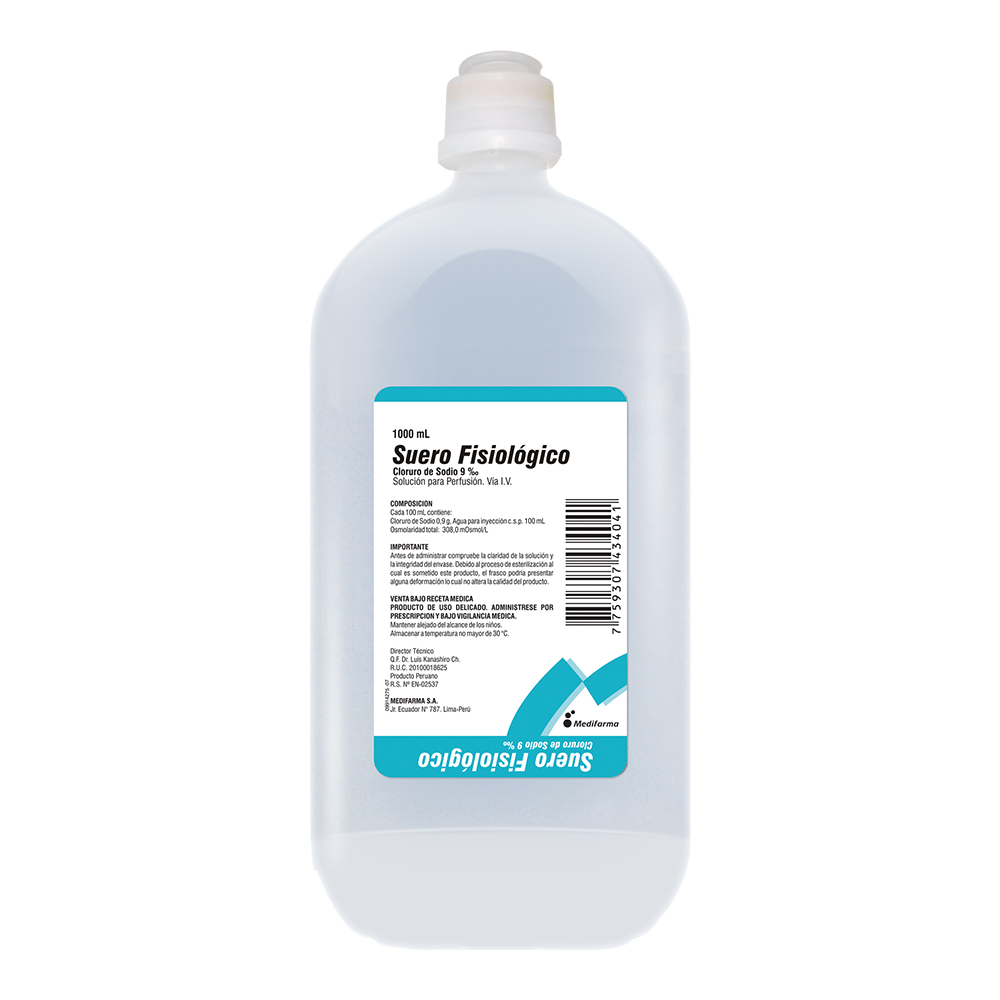 1000 mL
Suero Fisiológico
Cloruro de Sodio 9 ‰
Solución para Perfusión. Vía I.V.
COMPOSICION
Cada 100 mL contiene:
Cloruro de Sodio 0,9 g, Agua para inyección c.s.p. 100 mL
Osmolaridad total: 308,0 mOsmol/L
IMPORTANTE
Antes de administrar compruebe la claridad de la solución y
la integridad del envase. Debido al proceso de esterilización al
cual es sometido este producto, el frasco podría presentar
alguna deformación lo cual no altera la calidad del producto.
VENTA BAJO RECETA MEDICA
PRODUCTO DE USO DELICADO. ADMINISTRESE POR
PRESCRIPCION Y BAJO VIGILANCIA MEDICA.
Mantener alejado del alcance de los niños.
Almacenar a temperatura no mayor de 30 °C.
Director Técnico
Q.F. Dr. Luis Kanashiro Ch.
R.U.C. 20100018625
Producto Peruano
R.S. Nº EN-02537
MEDIFARMA S.A.
Jr. Ecuador N° 787. Lima-Perú
09914275 -07
7 759307 434041
Medifarma
Suero Fisiológico
Cloruro de Sodio 9 ‰